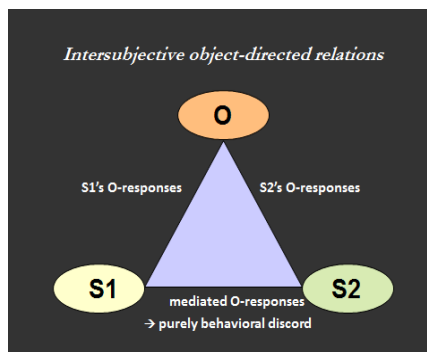 Intersubjective object-directed relations
O
S1's O-responses
S2's O-responses
S1
S2
mediated O-responses
→ purely behavioral discord